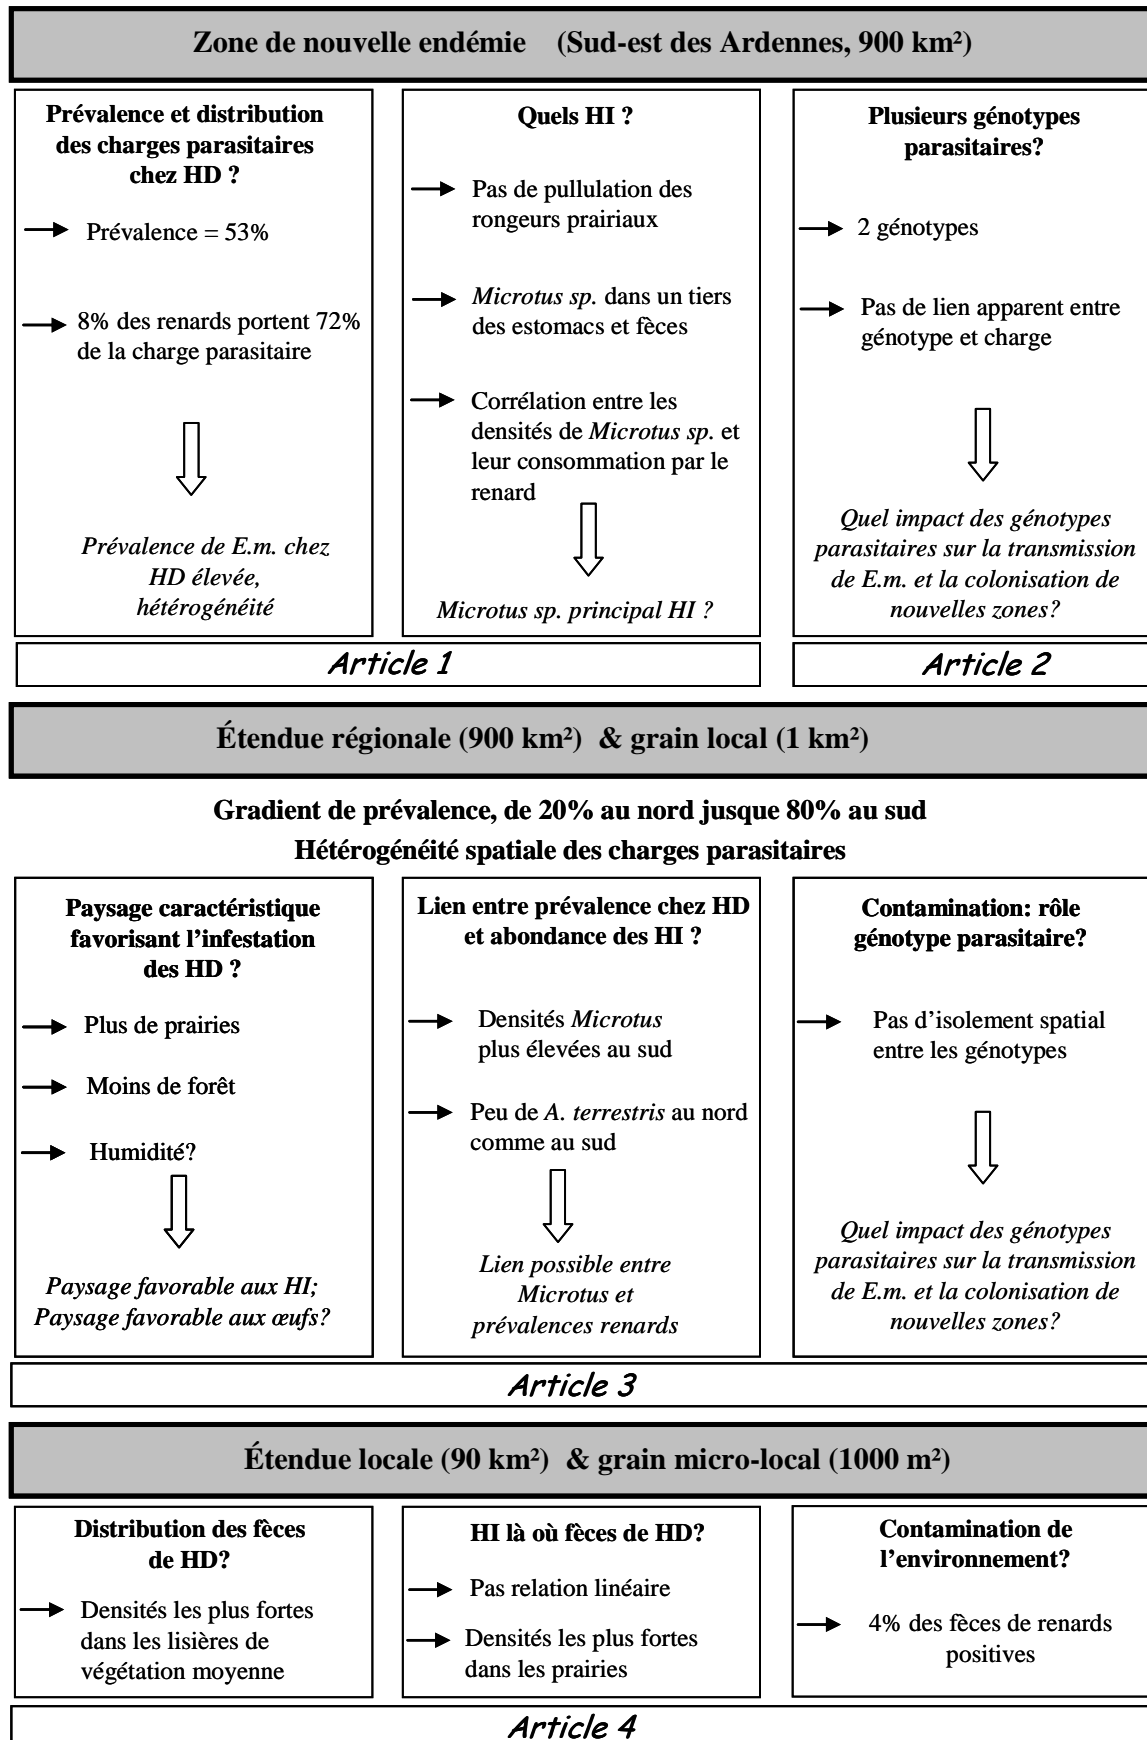 Zone de nouvelle endémie (Sud-est des Ardennes, 900 km²)
Prévalence et distribution
des charges parasitaires
chez HD ?
Prévalence = 53%
8% des renards portent 72%
de la charge parasitaire
Prévalence de E.m. chez
HD élevée,
hétérogénéité
Quels HI ?
Pas de pullulation des
rongeurs prairiaux
Microtus sp. dans un tiers
des estomacs et fèces
Corrélation entre les
densités de Microtus sp. et
leur consommation par le
renard
Microtus sp. principal HI ?
Article 1
Plusieurs génotypes
parasitaires?
2 génotypes
Pas de lien apparent entre
génotype et charge
Quel impact des génotypes
parasitaires sur la transmission
de E.m. et la colonisation de
nouvelles zones?
Article 2
Étendue régionale (900 km²) & grain local (1 km²)
Gradient de prévalence, de 20% au nord jusque 80% au sud
Hétérogénéité spatiale des charges parasitaires
Paysage caractéristique
favorisant l’infestation
des HD ?
Plus de prairies
Moins de forêt
Humidité?
Paysage favorable aux HI;
Paysage favorable aux œufs?
Lien entre prévalence chez HD
et abondance des HI ?
Densités Microtus
plus élevées au sud
Peu de A. terrestris au nord
comme au sud
Lien possible entre
Microtus et
prévalences renards
Contamination: rôle
génotype parasitaire?
Pas d’isolement spatial
entre les génotypes
Quel impact des génotypes
parasitaires sur la transmission
de E.m. et la colonisation de
nouvelles zones?
Article 3
Étendue locale (90 km²) & grain micro-local (1000 m²)
Distribution des fèces
de HD?
Densités les plus fortes
dans les lisières de
végétation moyenne
HI là où fèces de HD?
Pas relation linéaire
Densités les plus fortes
dans les prairies
Contamination de
l’environnement?
4% des fèces de renards
positives
Article 4